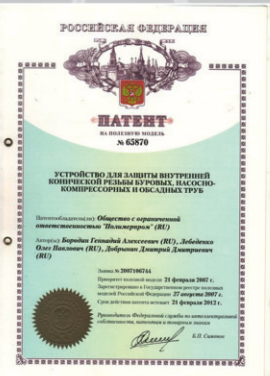 РОССИЙСКАЯ ФЕДЕРАЦИЯ
ПАТЕНТ
НА ПОЛЕЗНУЮ МОДЕЛЬ
№ 65870
УСТРОЙСТВО ДЛЯ ЗАЩИТЫ ВНУТРЕННЕЙ
КОНИЧЕСКОЙ РЕЗЬБЫ БУРОВЫХ, НАСОСНО-
КОМПРЕССОРНЫХ И ОБСАДНЫХ ТРУБ
Патентообладатель(ли): Общество с ограниченной
ответственностью "Полимерпром" (RU)
Автор(ы): Бородин Геннадий Алексеевич (RU), Лебеденко
Олег Павлович (RU), Добрынин Дмитрий Дмитриевич
(RU)
Заявка № 2007106744
Приоритет полезной модели 21 февраля 2007 г.
Зарегистрировано в Государственном реестре полезных
моделей Российской Федерации 27 августа 2007 г.
Срок действия патента истекает 21 февраля 2012 г.
Руководитель Федеральной службы по интеллектуальной
собственности, патентам и товарным знакам
Б.П. Симонов